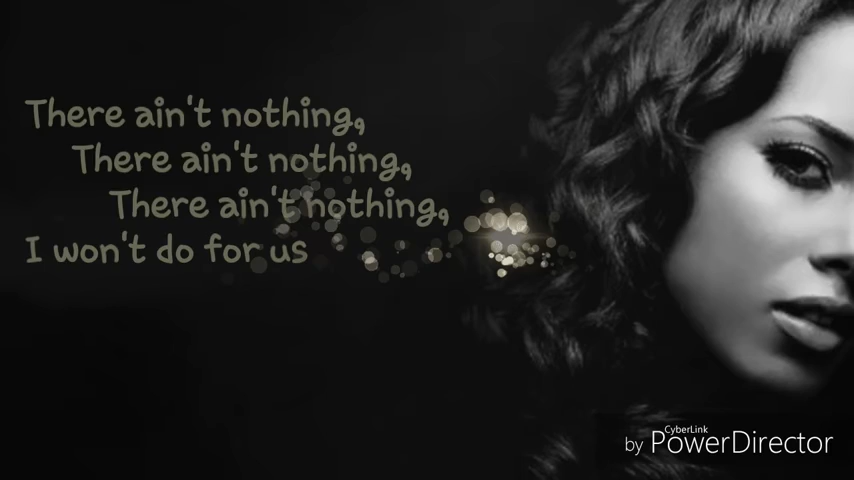 There ain't nothing,
There ain't nothing,
There ain't nothing,
I won't do for us
CyberLink
by PowerDirector